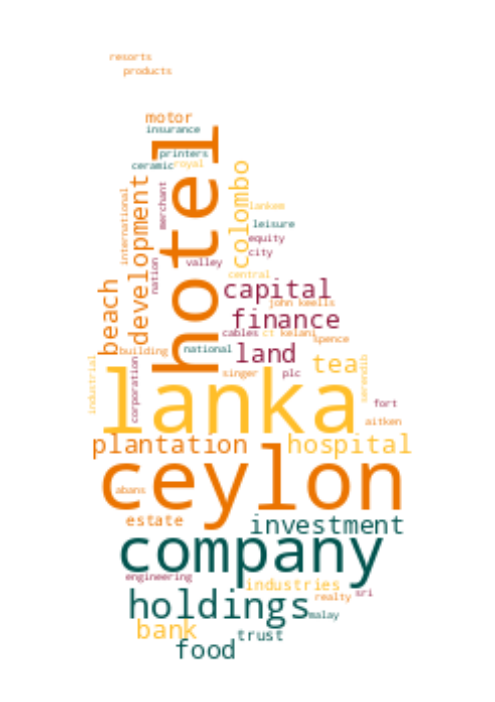 resorts
products
motor
insurance
hotel
printers
ceramic
royal
colombo
development
international
merchant
nation
lankem
leisure
equity
city
valley
central
beach
capital
john keells
finance
cables
ct
kelani
spence
building
national
land
tea
singer
plc
serendib
industrial
corporation
lanka
fort
aitken
plantation
hospital
ceylon
abans
estate
investment
company
engineering
industries
realty
sri
holdings
malay
bank
trust
food